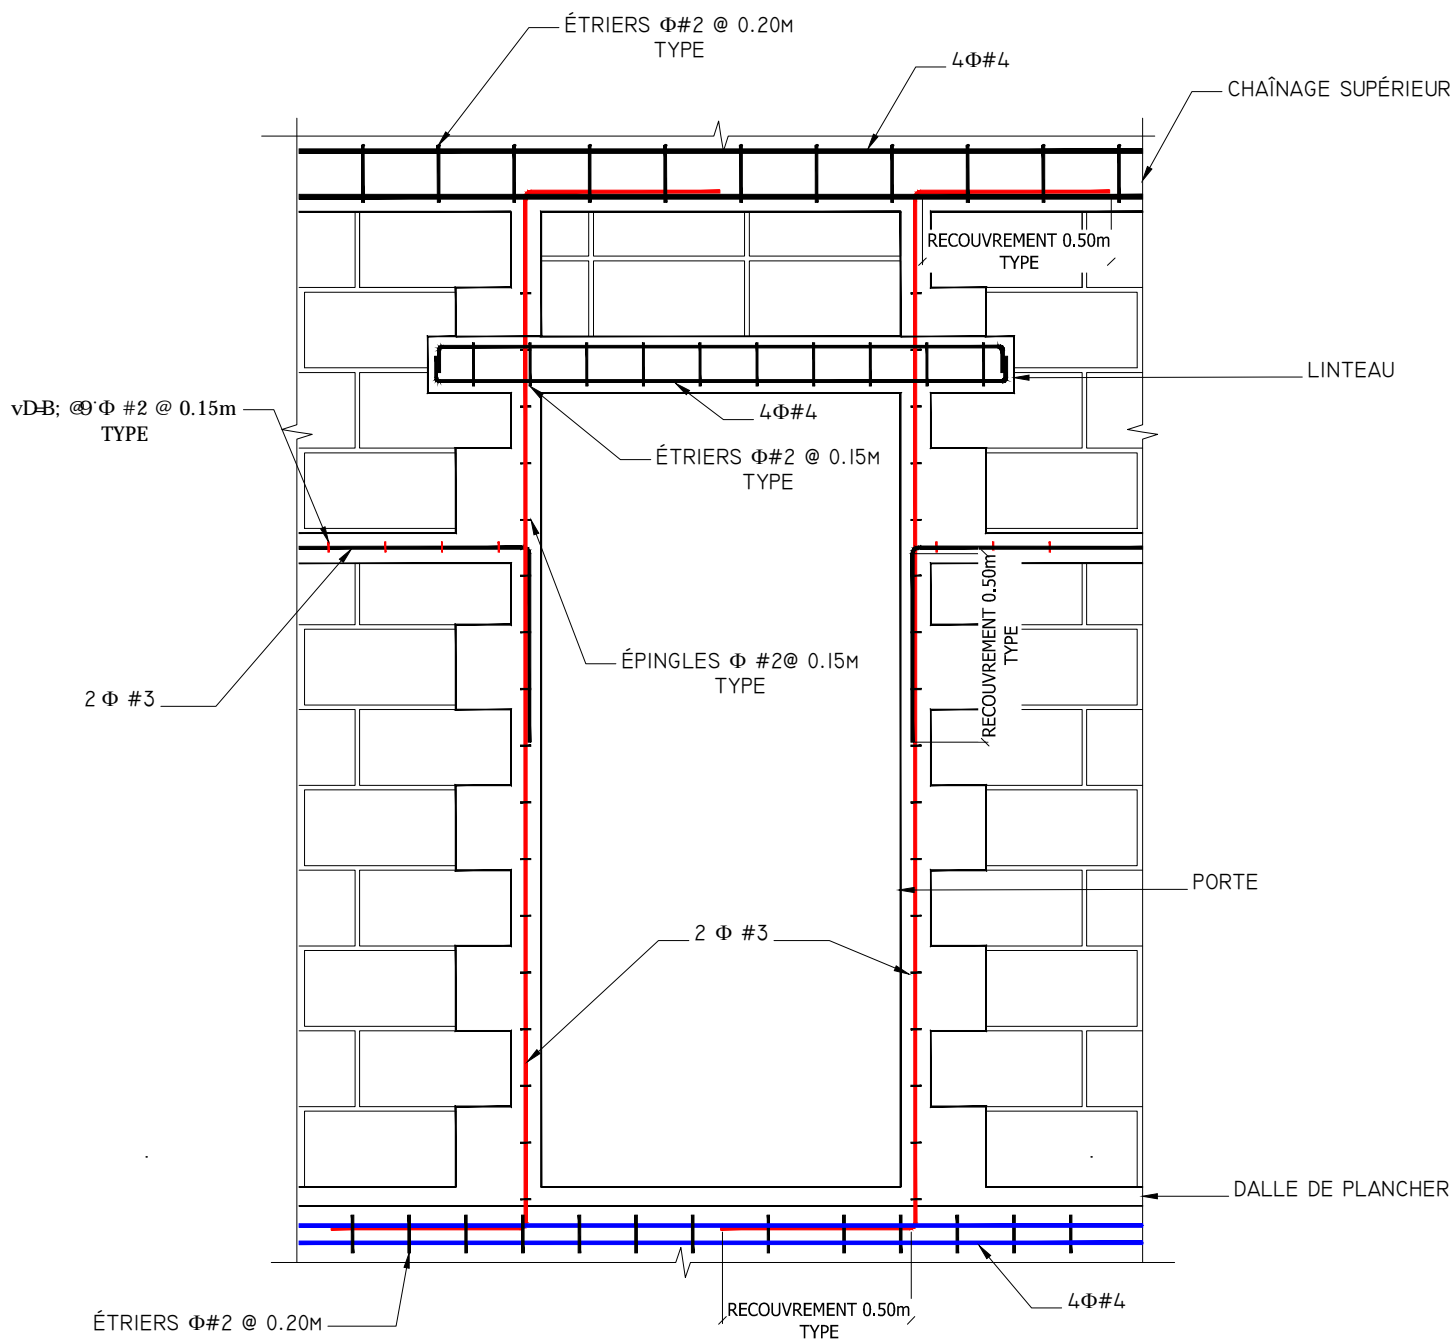 ÉTRIERS Φ#2 @ 0.20M
TYPE
4Φ#4
CHAÎNAGE SUPÉRIEUR
RECOUVREMENT 0.50m
TYPE
LINTEAU
4Φ#4
Φ #2 @ 0.15m
TYPE
ÉTRIERS Φ#2 @ 0.15M
TYPE
RECOUVREMENT 0.50m
TYPE
ÉPINGLES Φ #2@ 0.15M
TYPE
2 Φ #3
PORTE
2 Φ #3
DALLE DE PLANCHER
ÉTRIERS Φ#2 @ 0.20M
RECOUVREMENT 0.50m
TYPE
4Φ#4